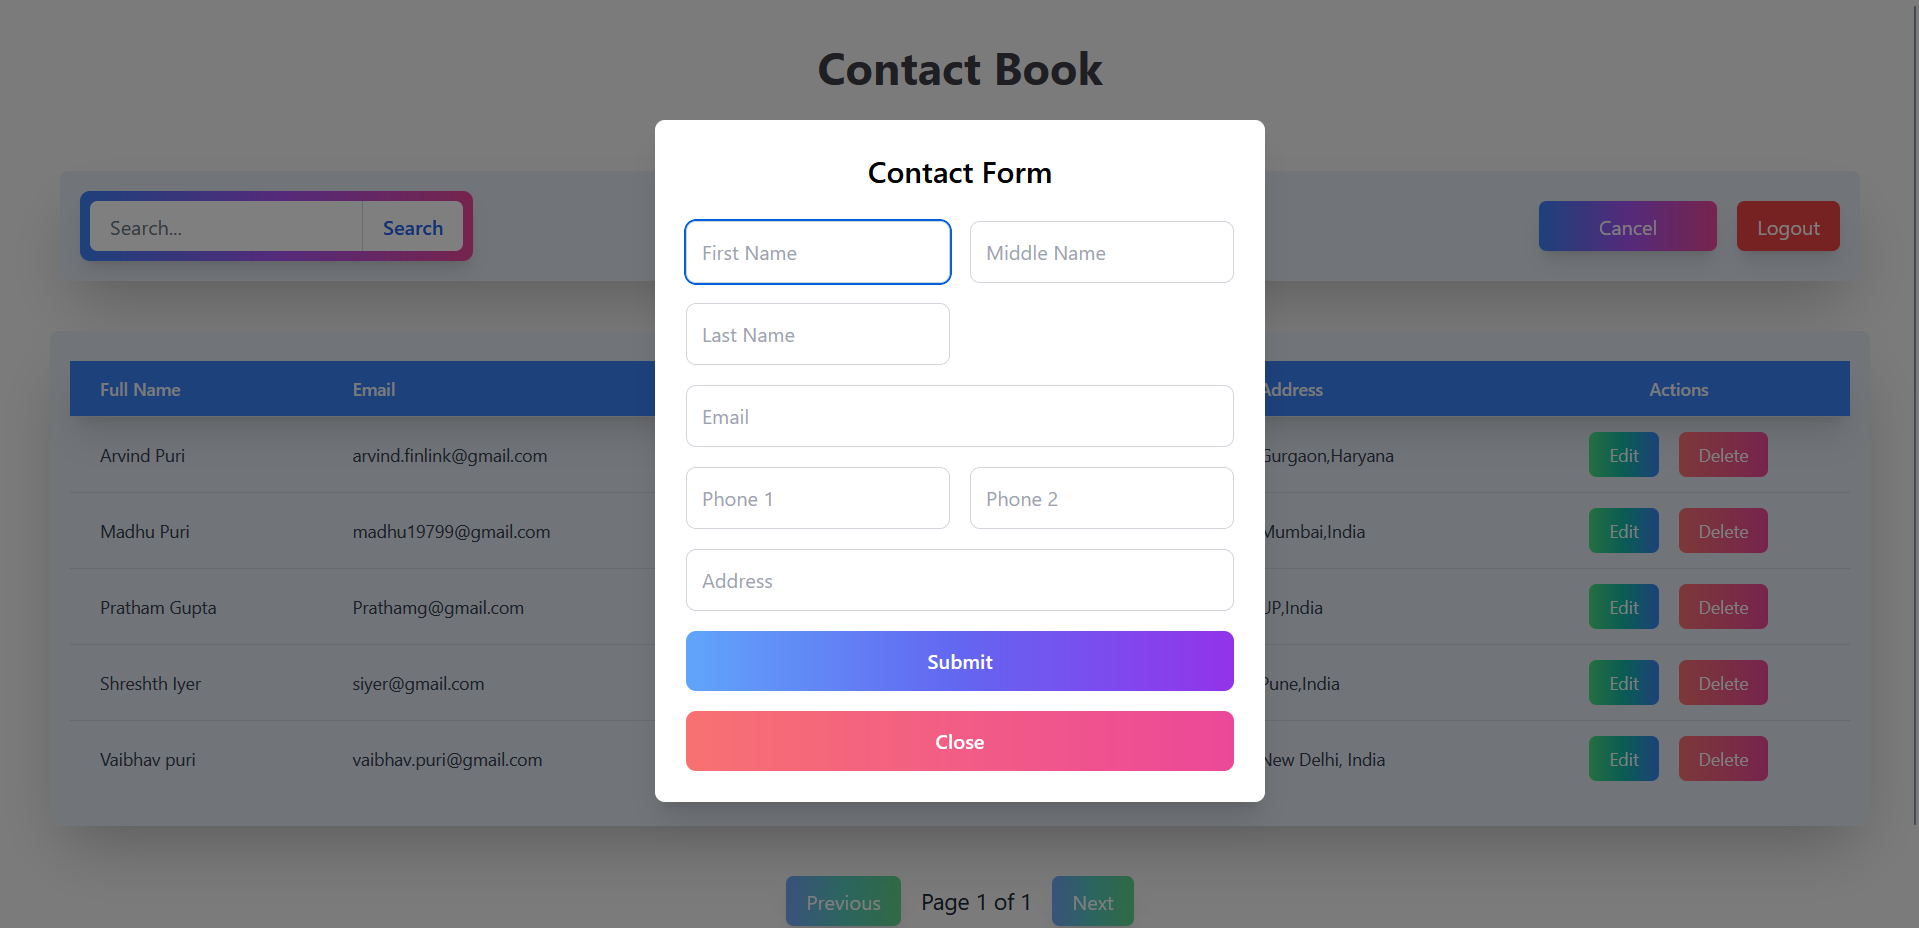 Contact Book
Search... Search Cancel Logout
Contact Form
First Name Middle Name
Last Name
Email
Phone 1 Phone 2
Address
Submit
Close
Full Name Email Address Actions
Arvind Puri arvind.finlink@gmail.com Gurgaon,Haryana Edit Delete
Madhu Puri madhu19799@gmail.com Mumbai,India Edit Delete
Pratham Gupta Prathamg@gmail.com UP,India Edit Delete
Shreshth Iyer siyer@gmail.com Pune,India Edit Delete
Vaibhav puri vaibhav.puri@gmail.com New Delhi, India Edit Delete
Previous Page 1 of 1 Next